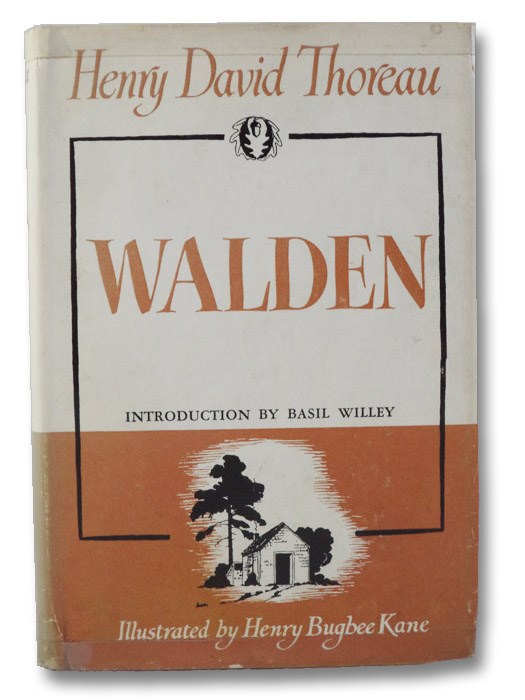 Henry David Thoreau
WALDEN
INTRODUCTION BY BASIL WILLEY
Illustrated by Henry Bugbee Kane